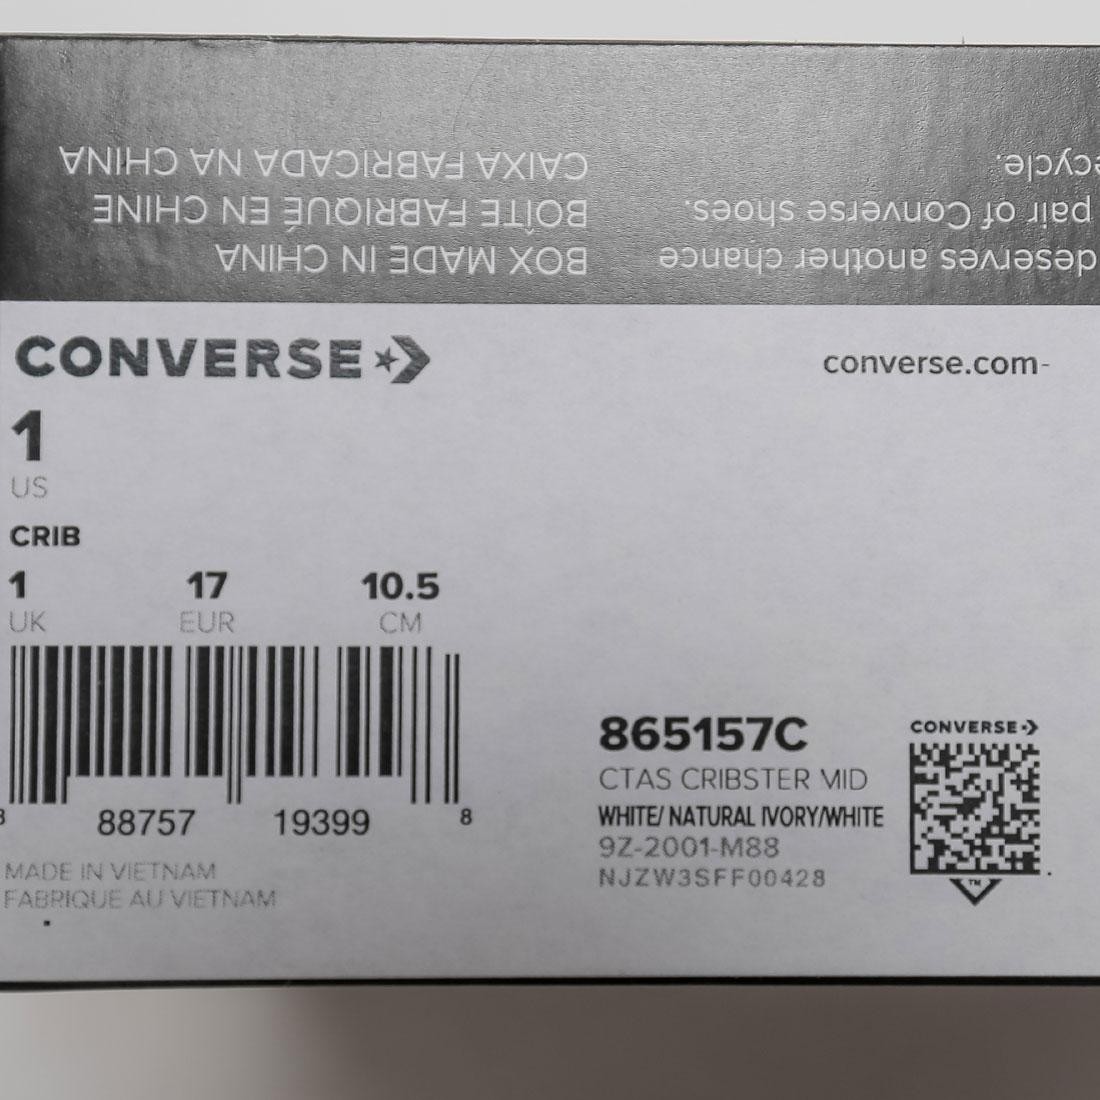 BOX MADE IN CHINA
BOÎTE FABRIQUÉ EN CHINE
CAIXA FABRICADA NA CHINA
deserves another chance
pair of Converse shoes.
CONVERSE
converse.com-
1
US
CRIB
1 17 10.5
UK EUR CM
88757 19399 8
865157C
CTAS CRIBSTER MID
WHITE/ NATURAL IVORY/WHITE
9Z-2001-M88
NJZW3SFF00428
CONVERSE
TM
MADE IN VIETNAM
FABRIQUE AU VIETNAM